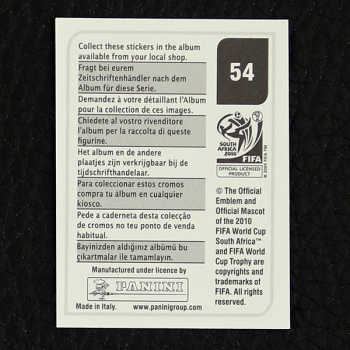 Collect these stickers in the album
available from your local shop.
Fragt bei eurem
Zeitschriftenhändler nach dem
Album für diese Serie.
Demandez à votre détaillant l'Album
pour la collection de ces images.
Chiedete al vostro rivenditore
l'album per la raccolta di queste
figurine.
Het album en de andere
plaatjes zijn verkrijgbaar bij de
tijdschrifthandelaar.
Para coleccionar estos cromos
compra tu álbum en cualquier
kiosco.
Pede a caderneta desta colecção
de cromos no teu ponto de venda
habitual.
Bayinizden aldığınız albümü bu
çıkartmalar ile tamamlayın.
Manufactured under licence by
PANINI
Made in Italy. www.paninigroup.com
54
SOUTH AFRICA
2010
FIFA
OFFICIAL LICENSED
PRODUCT
© The Official
Emblem and
Official Mascot
of the 2010
FIFA World Cup
South Africa™
and FIFA World
Cup Trophy are
copyrights and
trademarks of
FIFA. All rights
reserved.